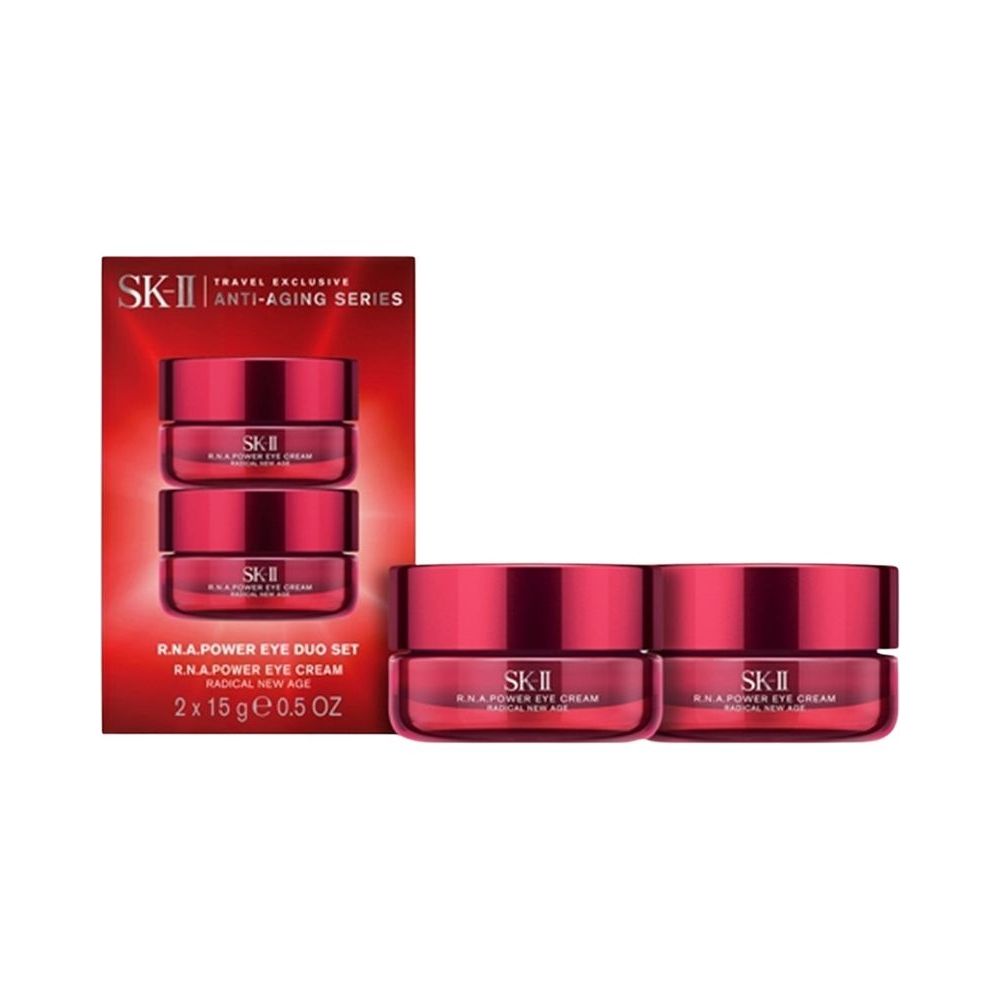 SK-II
TRAVEL EXCLUSIVE
ANTI-AGING SERIES
SK-II
R.N.A.POWER EYE CREAM
RADICAL NEW AGE
SK-II
R.N.A.POWER EYE CREAM
RADICAL NEW AGE
R.N.A.POWER EYE DUO SET
R.N.A.POWER EYE CREAM
RADICAL NEW AGE
2 x 15 g ℮ 0.5 OZ
SK-II
R.N.A.POWER EYE CREAM
RADICAL NEW AGE
SK-II
R.N.A.POWER EYE CREAM
RADICAL NEW AGE